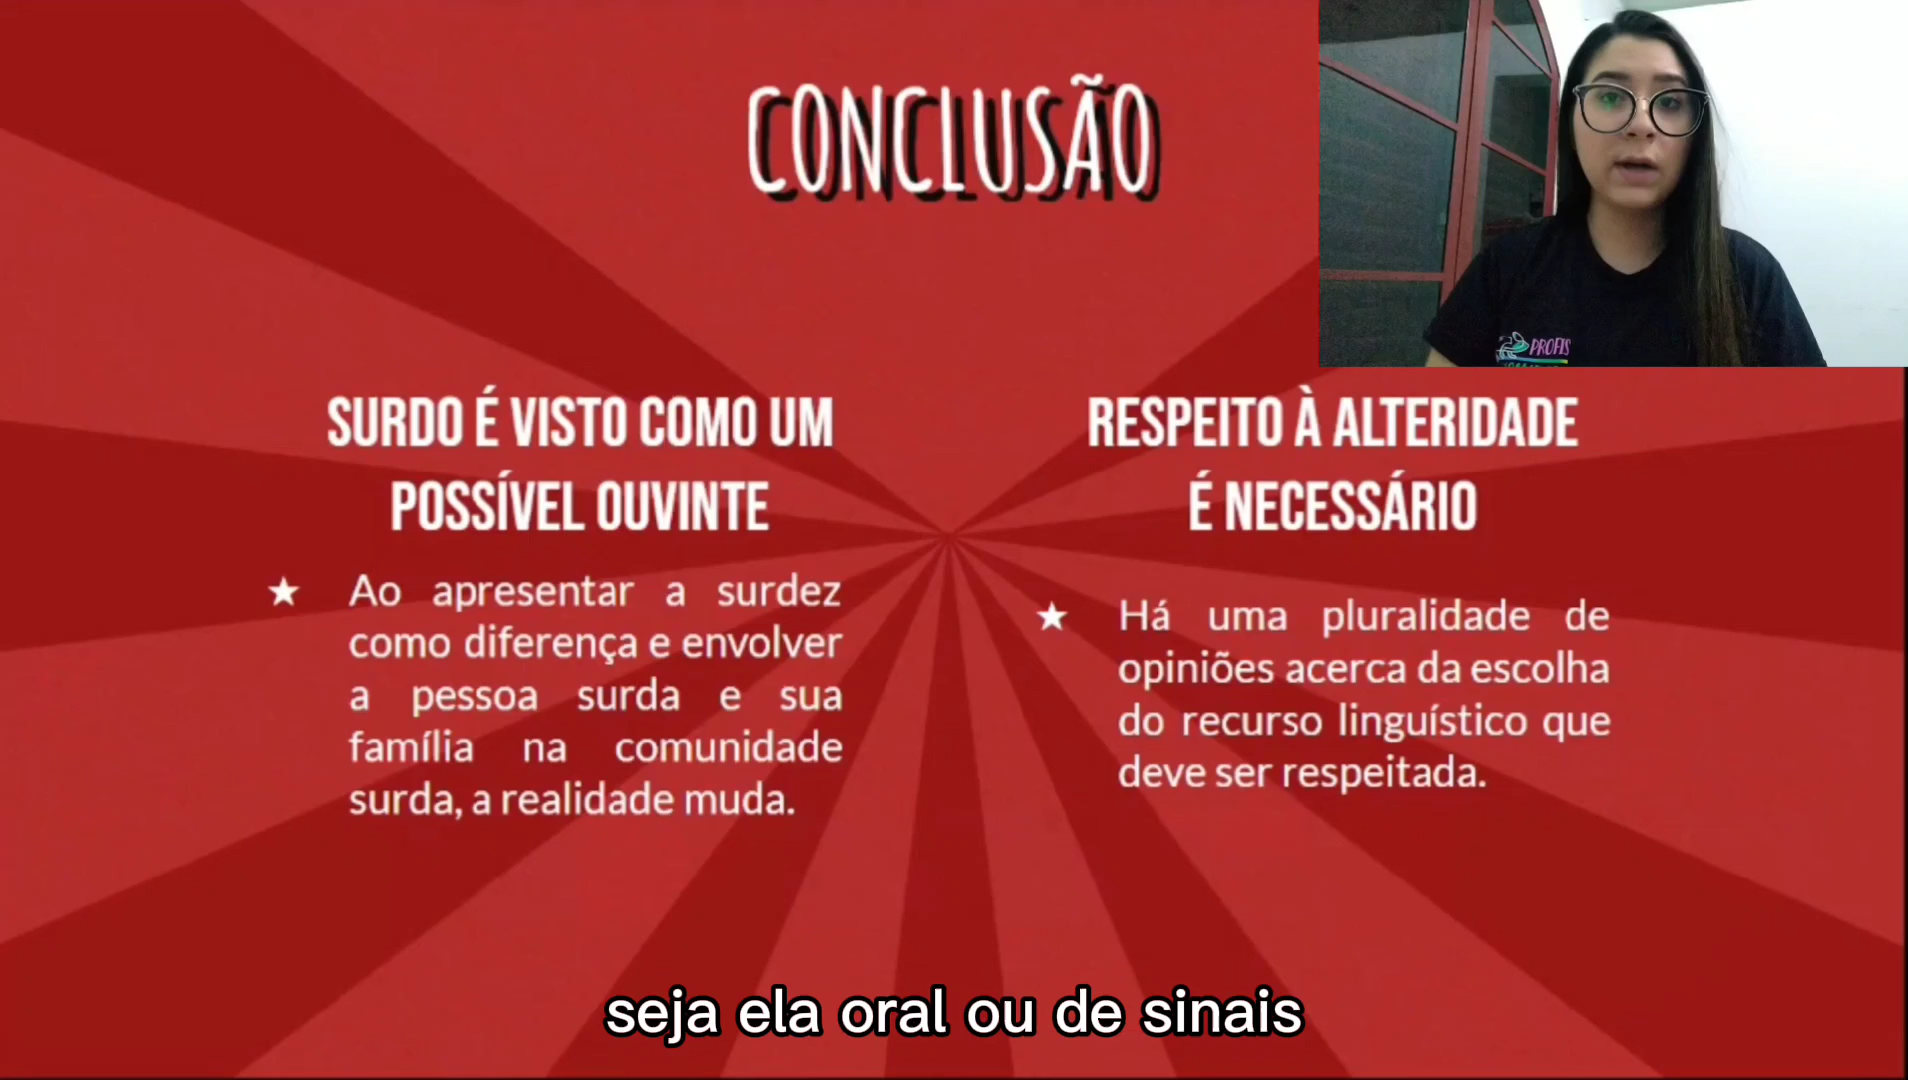 CONCLUSÃO
PROFIS
SURDO É VISTO COMO UM
POSSÍVEL OUVINTE
★ Ao apresentar a surdez
como diferença e envolver
a pessoa surda e sua
família na comunidade
surda, a realidade muda.
RESPEITO À ALTERIDADE
É NECESSÁRIO
★ Há uma pluralidade de
opiniões acerca da escolha
do recurso linguístico que
deve ser respeitada.
seja ela oral ou de sinais